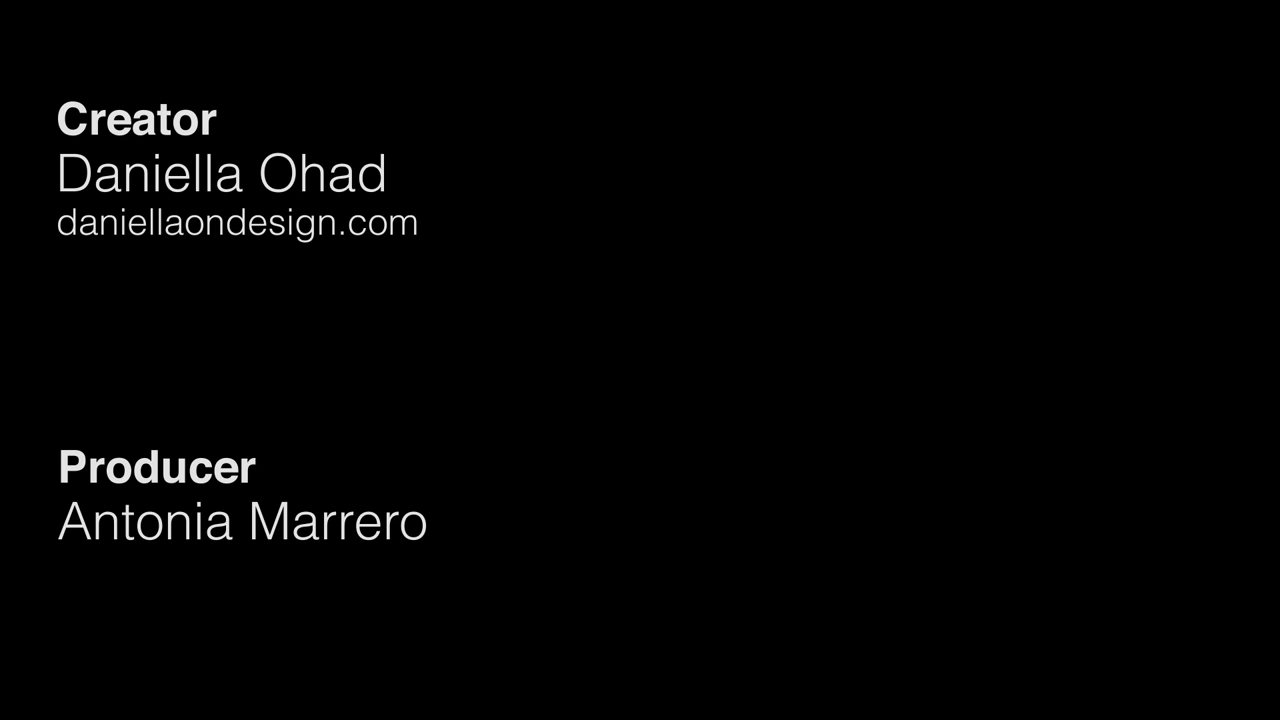 Creator
Daniella Ohad
daniellaondesign.com
Producer
Antonia Marrero